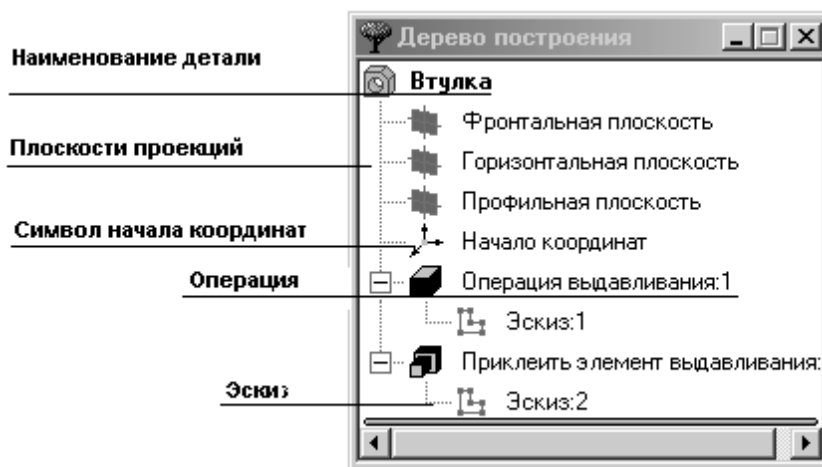 Дерево построения
Наименование детали
Втулка
Фронтальная плоскость
Плоскости проекций
Горизонтальная плоскость
Профильная плоскость
Символ начала координат
Начало координат
Операция
Операция выдавливания:1
Эскиз:1
Приклеить элемент выдавливания:
Эскиз
Эскиз:2